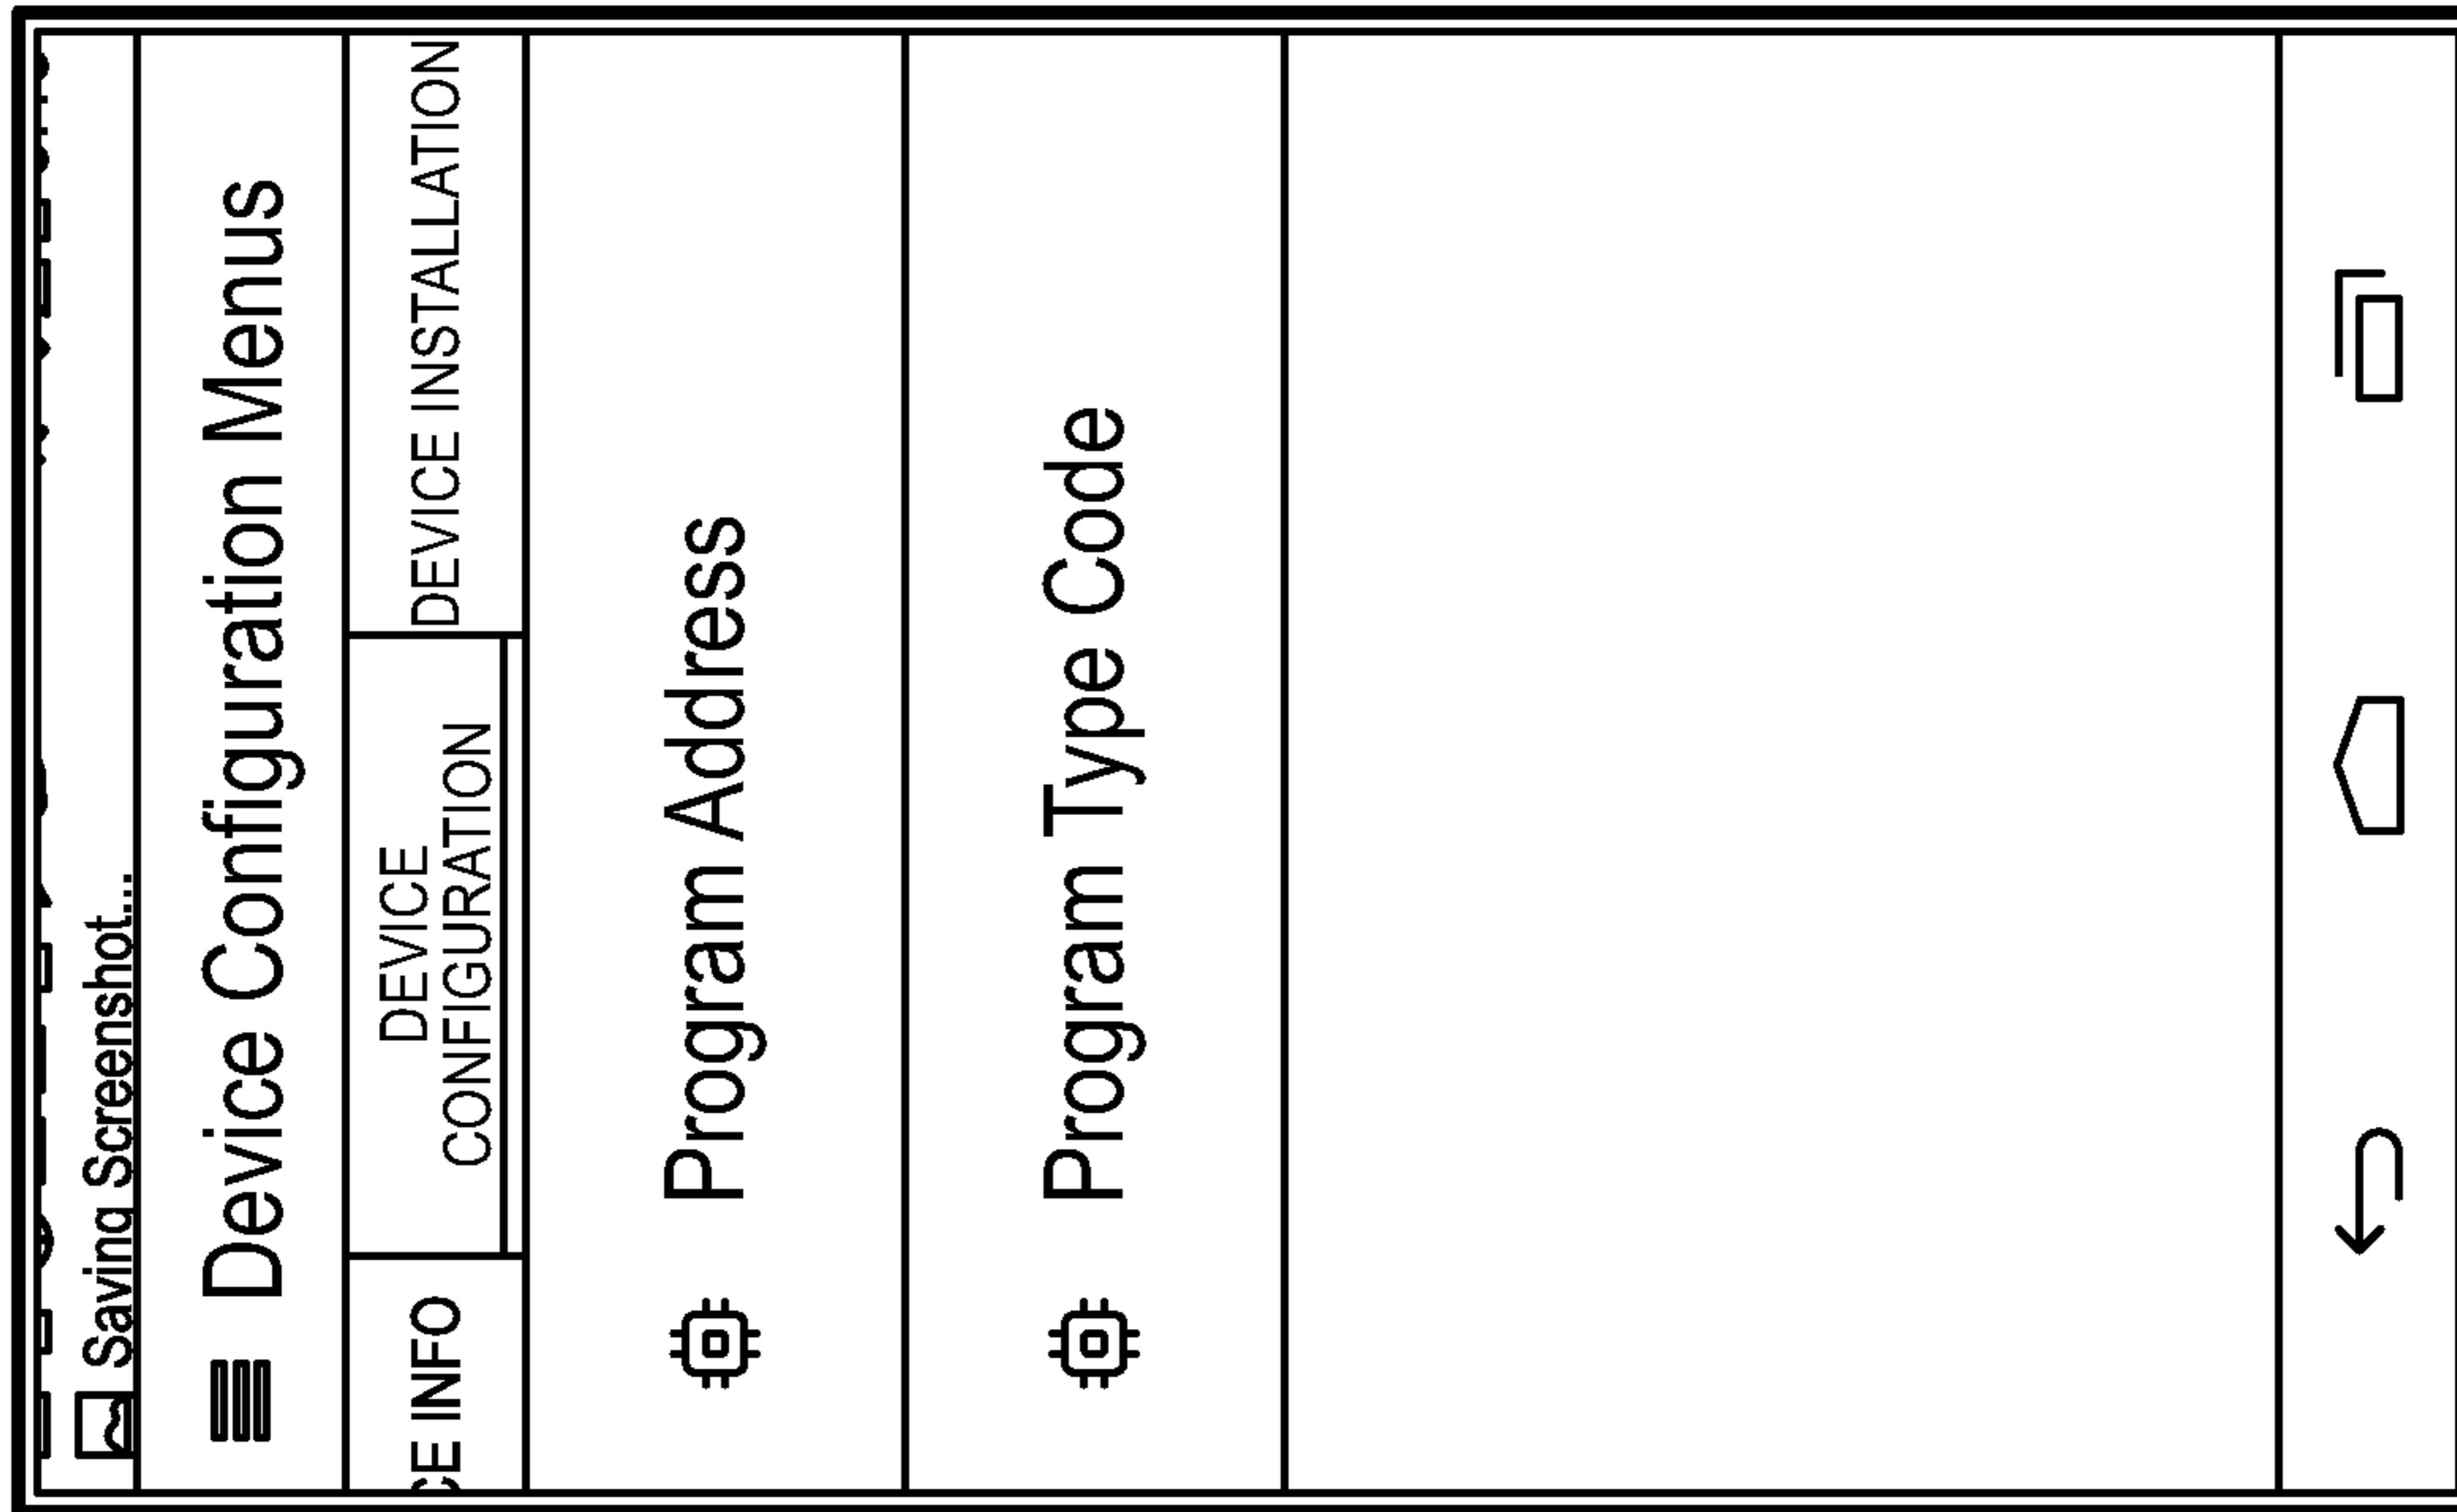 Saving Screenshot...
Device Configuration Menus
CE INFO
DEVICE
CONFIGURATION
DEVICE INSTALLATION
Program Address
Program Type Code